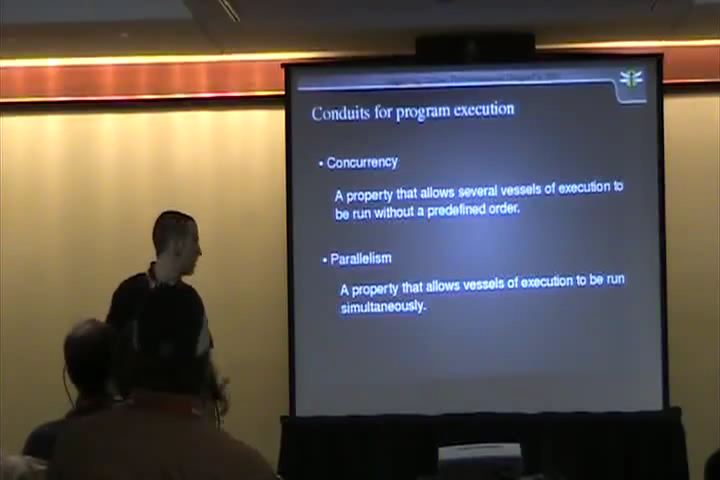 Conduits for program execution
• Concurrency
A property that allows several vessels of execution to
be run without a predefined order.
• Parallelism
A property that allows vessels of execution to be run
simultaneously.